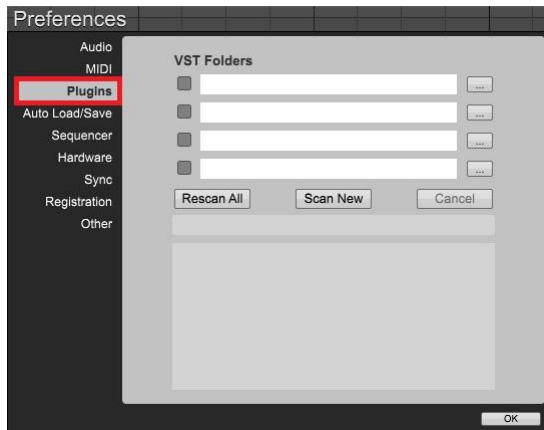 Preferences
Audio
MIDI
Plugins
Auto Load/Save
Sequencer
Hardware
Sync
Registration
Other
VST Folders
...
...
...
...
Rescan All
Scan New
Cancel
OK